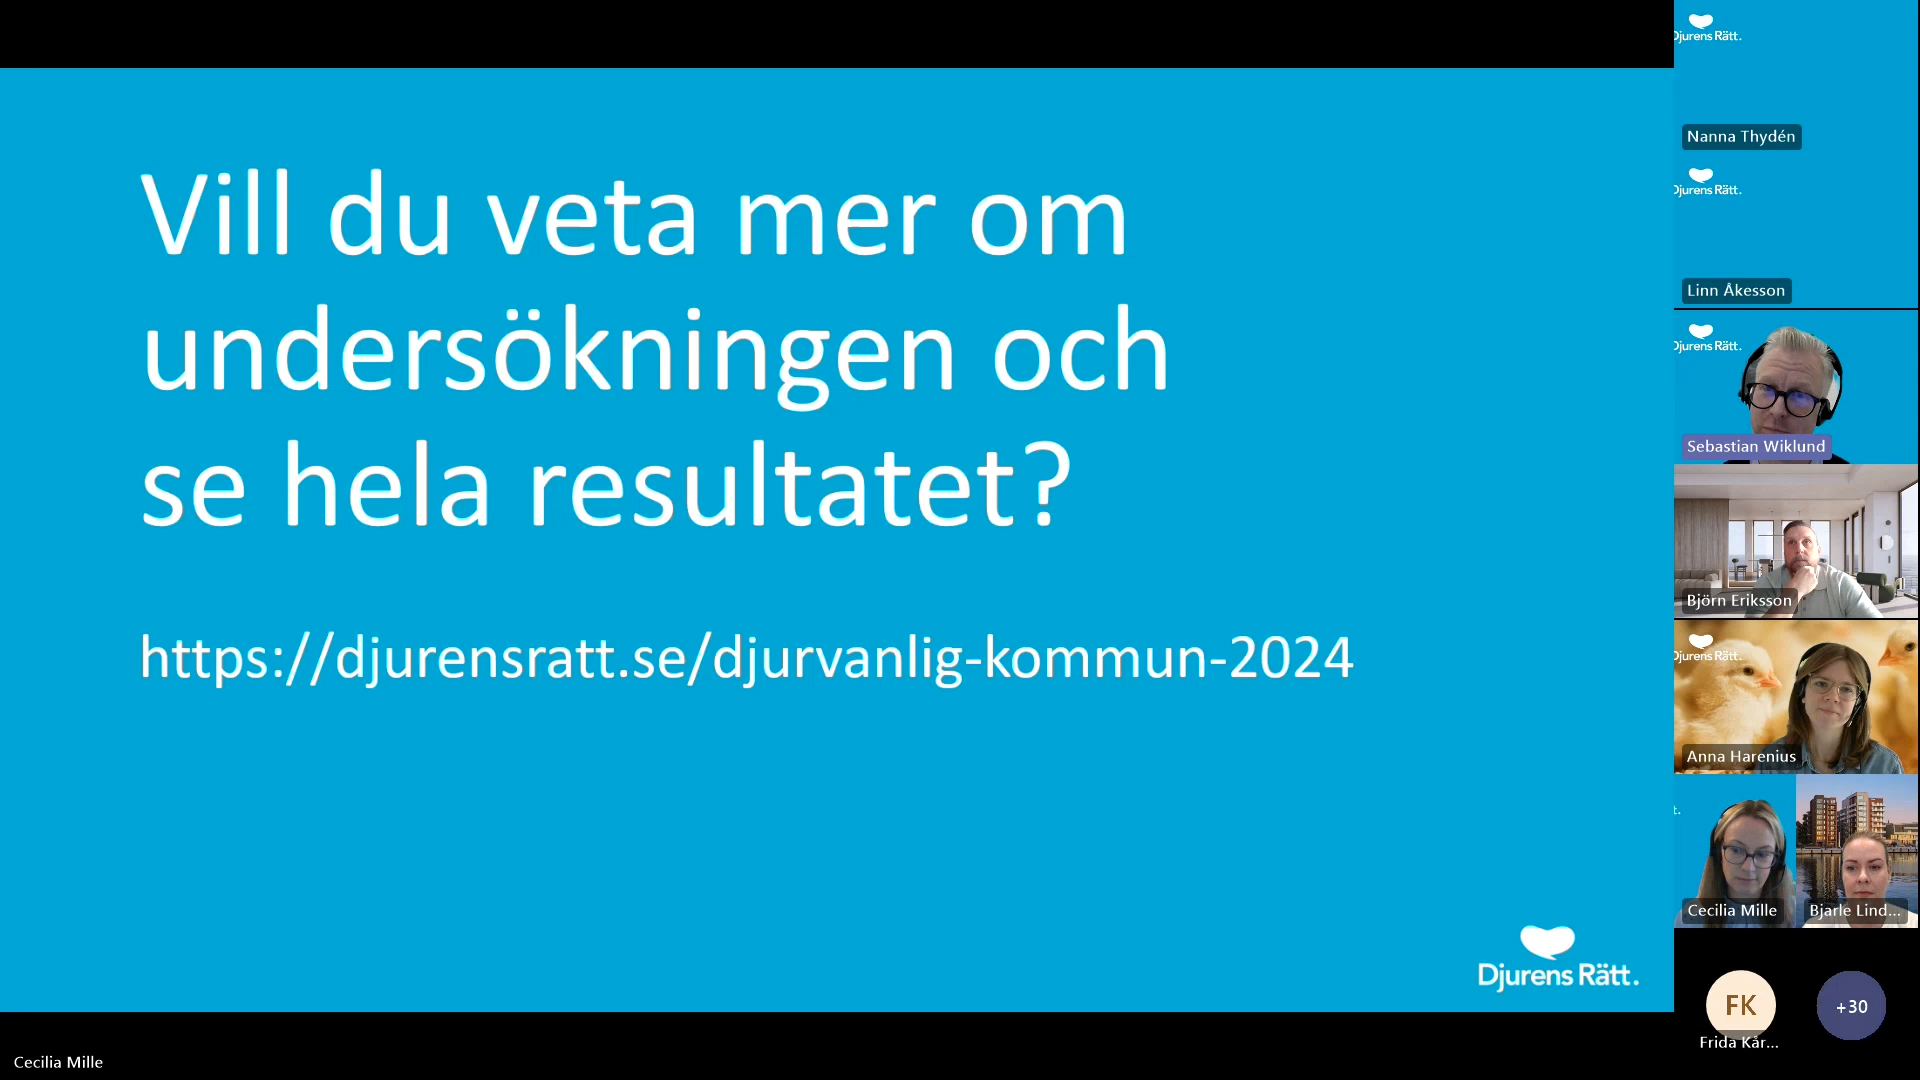 Vill du veta mer om
undersökningen och
se hela resultatet?
https://djurensratt.se/djurvanlig-kommun-2024
Djurens Rätt.
Cecilia Mille
Djurens Rätt.
Nanna Thydén
Djurens Rätt.
Linn Åkesson
Djurens Rätt.
Sebastian Wiklund
Björn Eriksson
Djurens Rätt.
Anna Harenius
t.
Cecilia Mille
Bjarle Lind...
FK
Frida Kår...
+30